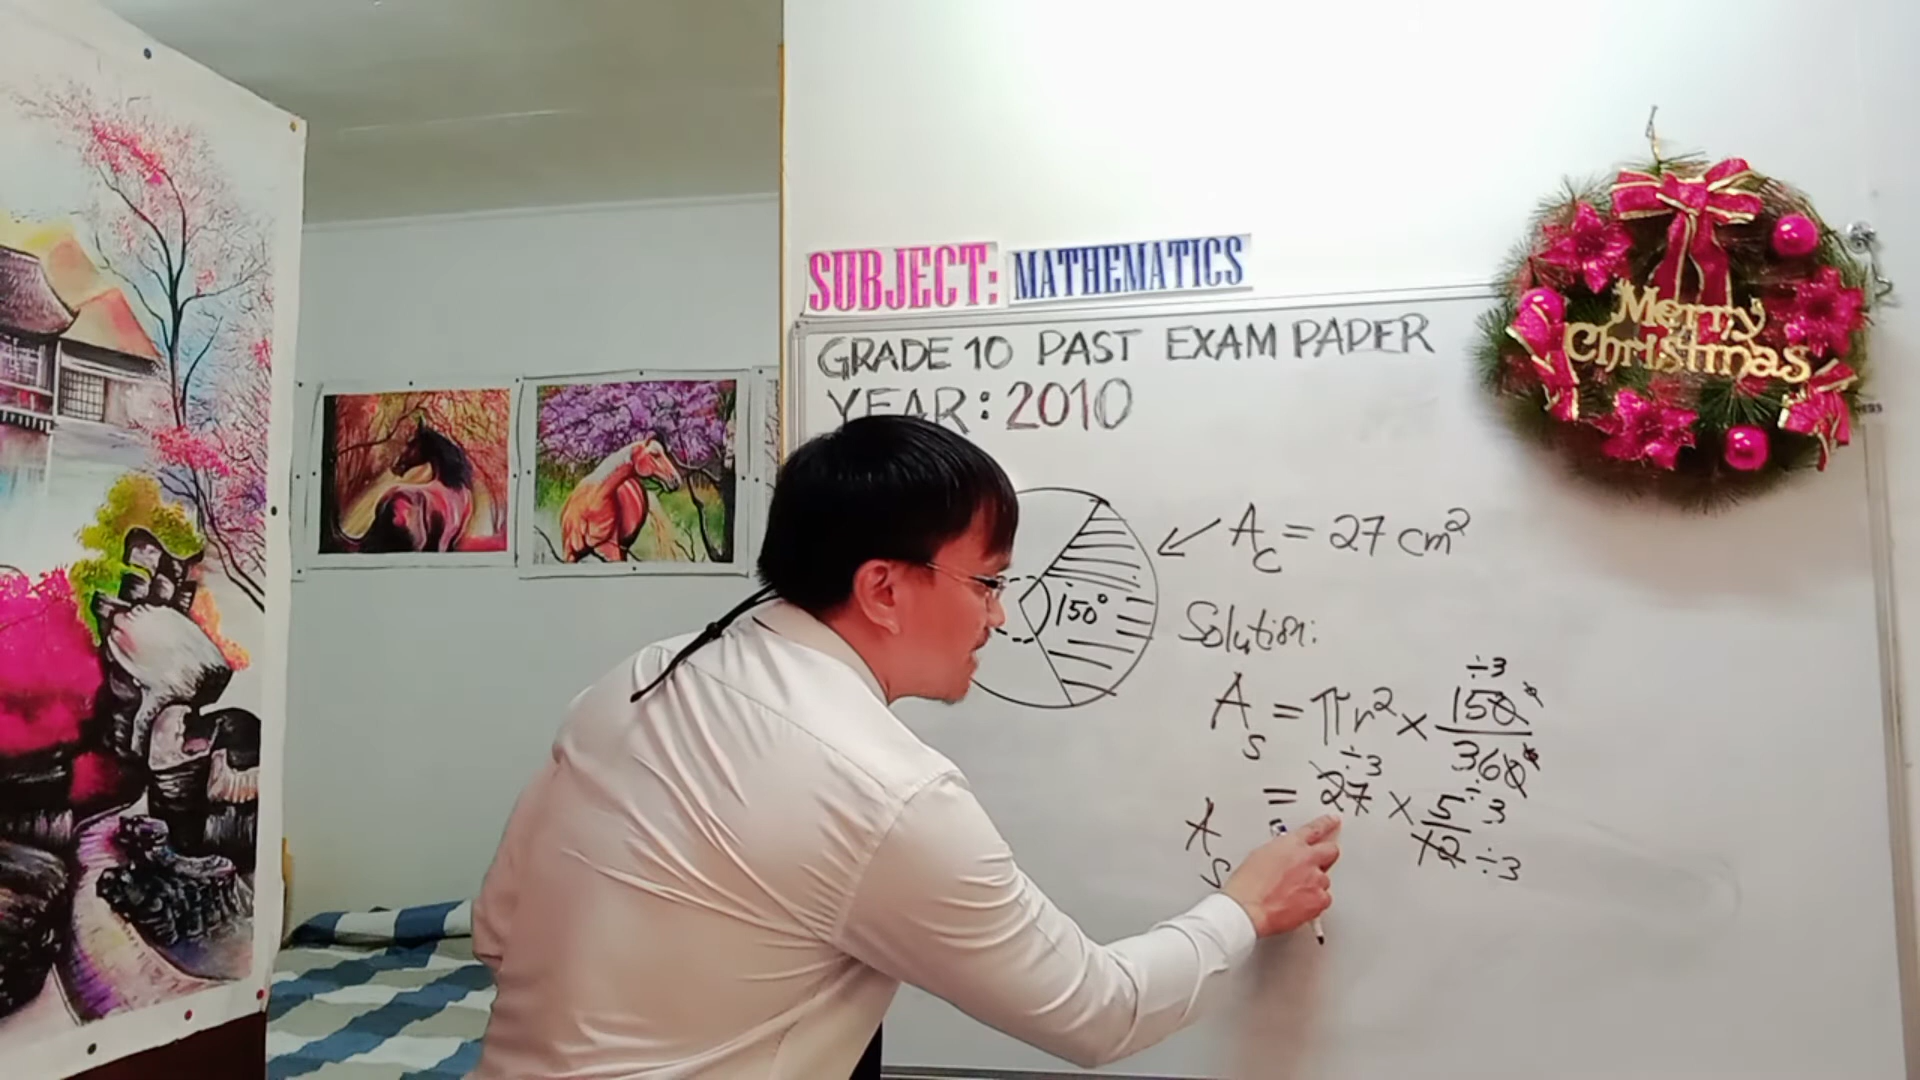 SUBJECT: MATHEMATICS
GRADE 10 PAST EXAM PAPER
YEAR: 2010
Merry
Christmas
A_C = 27 cm²
150°
Solution:
÷3
A_S = πr² × 150/360
÷3 ÷3
A_S = 27 × 5/12 ÷3